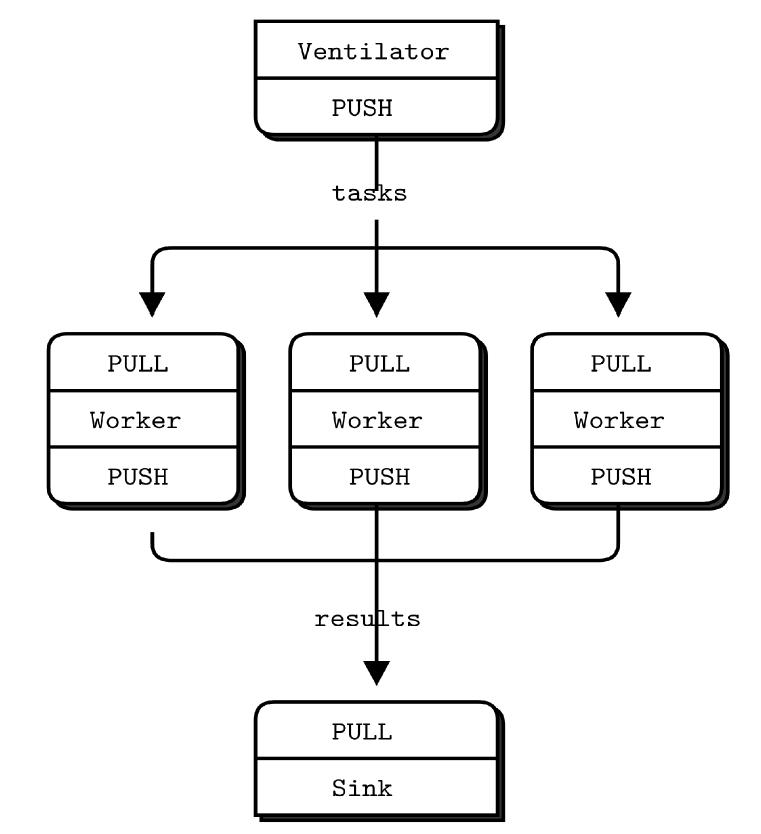 Ventilator
PUSH
tasks
PULL PULL PULL
Worker Worker Worker
PUSH PUSH PUSH
results
PULL
Sink